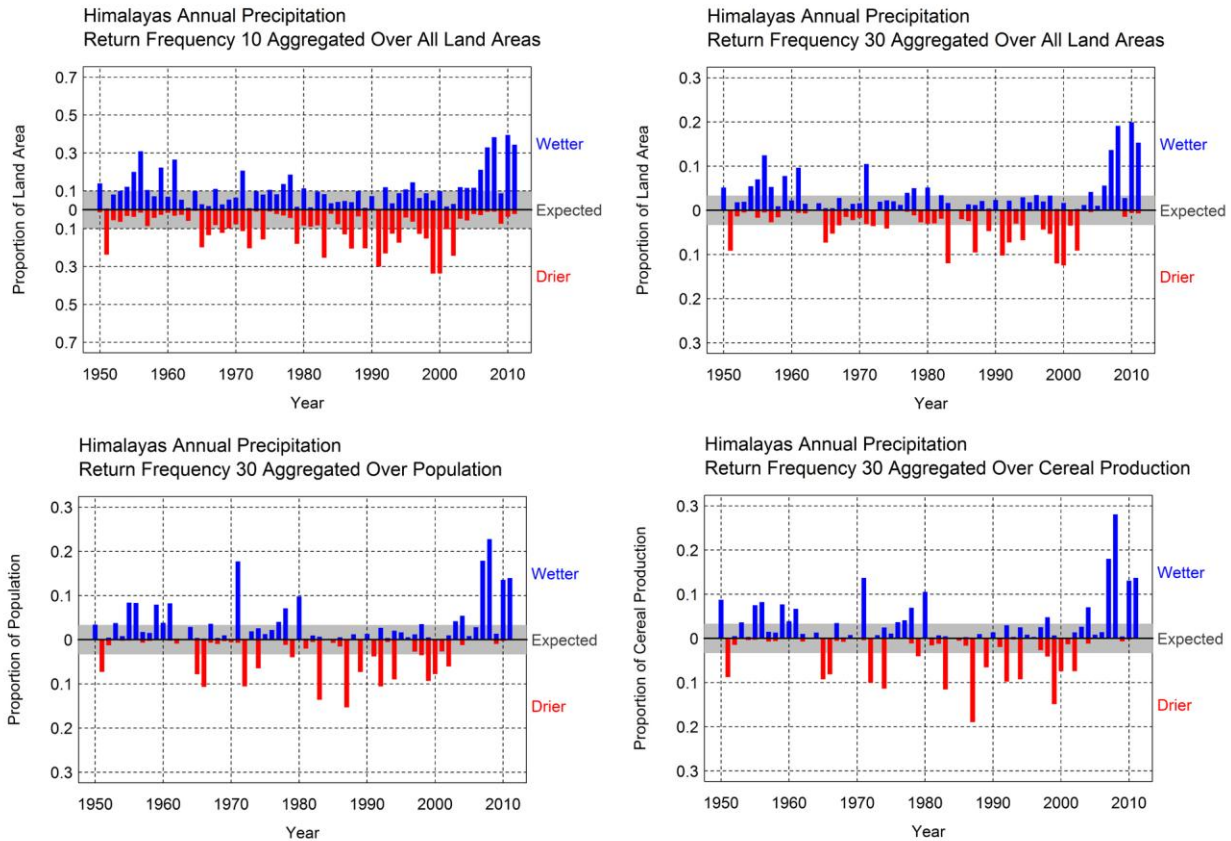 Himalayas Annual Precipitation
Return Frequency 10 Aggregated Over All Land Areas
Proportion of Land Area
0.7
0.5
0.3
0.1
0
0.1
0.3
0.5
0.7
Wetter
Expected
Drier
1950 1960 1970 1980 1990 2000 2010
Year
Himalayas Annual Precipitation
Return Frequency 30 Aggregated Over All Land Areas
Proportion of Land Area
0.3
0.2
0.1
0
0.1
0.2
0.3
Wetter
Expected
Drier
1950 1960 1970 1980 1990 2000 2010
Year
Himalayas Annual Precipitation
Return Frequency 30 Aggregated Over Population
Proportion of Population
0.3
0.2
0.1
0
0.1
0.2
0.3
Wetter
Expected
Drier
1950 1960 1970 1980 1990 2000 2010
Year
Himalayas Annual Precipitation
Return Frequency 30 Aggregated Over Cereal Production
Proportion of Cereal Production
0.3
0.2
0.1
0
0.1
0.2
0.3
Wetter
Expected
Drier
1950 1960 1970 1980 1990 2000 2010
Year